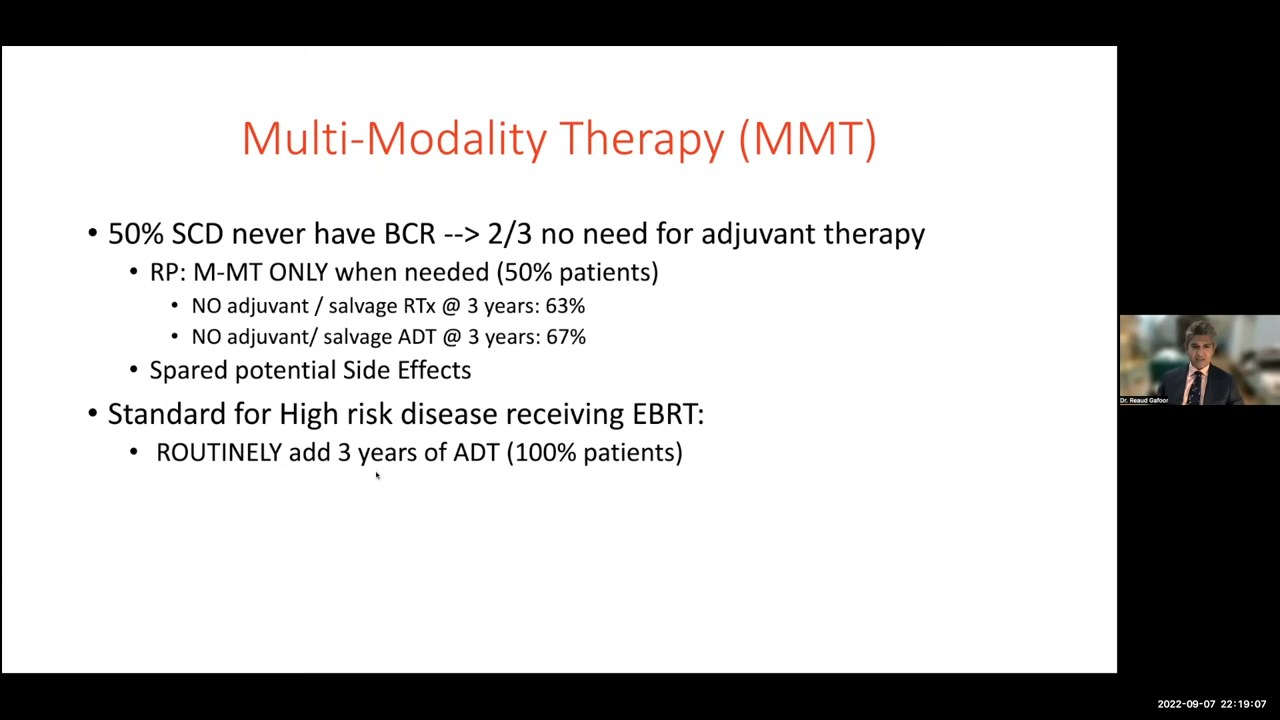 Multi-Modality Therapy (MMT)
• 50% SCD never have BCR --> 2/3 no need for adjuvant therapy
• RP: M-MT ONLY when needed (50% patients)
• NO adjuvant / salvage RTx @ 3 years: 63%
• NO adjuvant/ salvage ADT @ 3 years: 67%
• Spared potential Side Effects
• Standard for High risk disease receiving EBRT:
• ROUTINELY add 3 years of ADT (100% patients)
Dr. Reaud Gafoor
2022-09-07 22:19:07